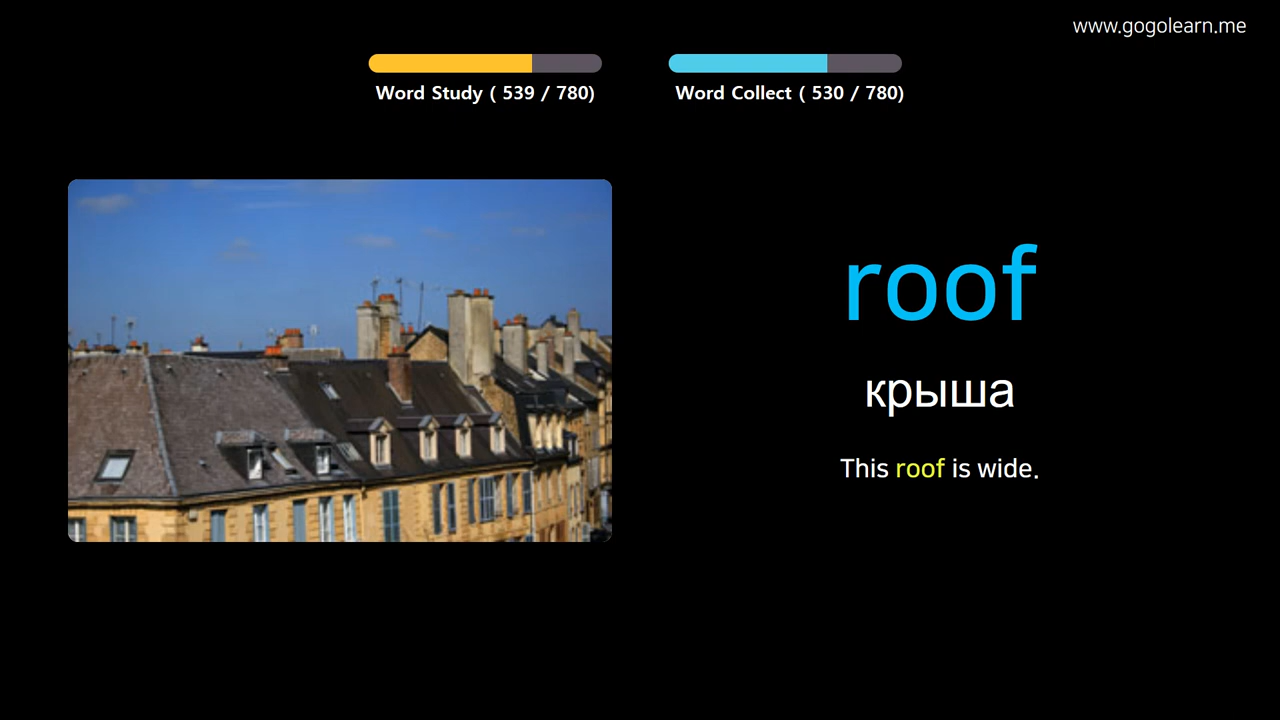 www.gogolearn.me
Word Study ( 539 / 780)
Word Collect ( 530 / 780)
roof
крыша
This roof is wide.